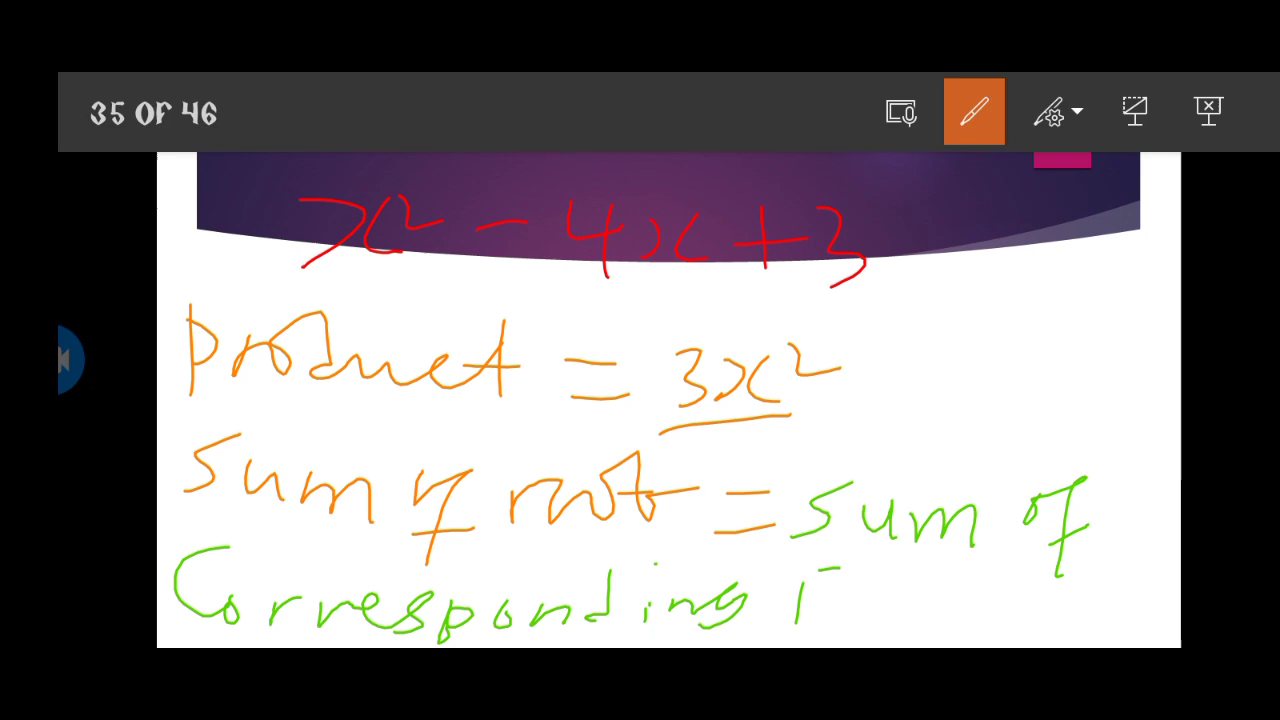 35 OF 46
x² - 4x + 3
Product = 3x²
Sum of root = Sum of
Corresponding